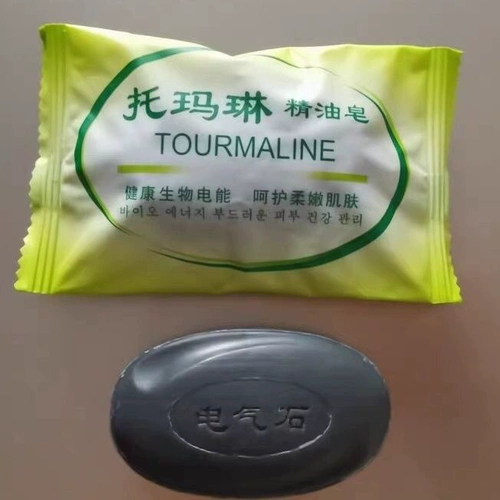 托玛琳 精油皂
TOURMALINE
健康生物电能 呵护柔嫩肌肤
바이오 에너지 부드러운 피부 건강 관리
电气石